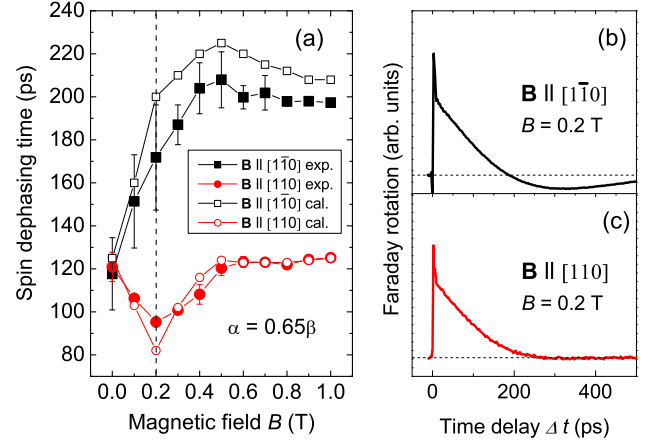 (a)
Spin dephasing time (ps)
240
220
200
180
160
140
120
100
80
B || [11̅0] exp.
B || [110] exp.
B || [11̅0] cal.
B || [110] cal.
α = 0.65β
0.0 0.2 0.4 0.6 0.8 1.0
Magnetic field B (T)
Faraday rotation (arb. units)
(b)
B || [11̅0]
B = 0.2 T
(c)
B || [110]
B = 0.2 T
0 200 400
Time delay Δ t (ps)